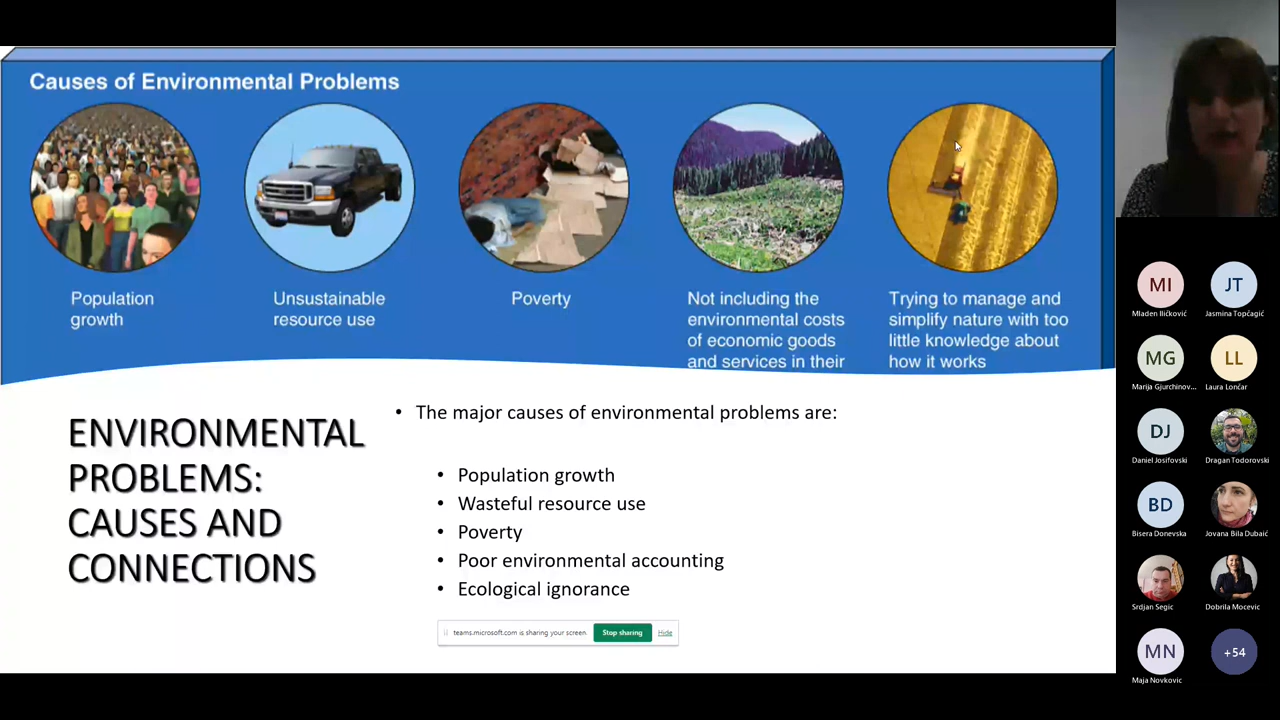 Causes of Environmental Problems
Population
growth
Unsustainable
resource use
Poverty
Not including the
environmental costs
of economic goods
and services in their
Trying to manage and
simplify nature with too
little knowledge about
how it works
ENVIRONMENTAL
PROBLEMS:
CAUSES AND
CONNECTIONS
• The major causes of environmental problems are:
• Population growth
• Wasteful resource use
• Poverty
• Poor environmental accounting
• Ecological ignorance
teams.microsoft.com is sharing your screen.
Stop sharing
Hide
MI
Mladen Iličković
JT
Jasmina Topčagić
MG
Marija Gjurchinov...
LL
Laura Lončar
DJ
Daniel Josifovski
Dragan Todorovski
BD
Bisera Donevska
Jovana Bila Dubaić
Srdjan Segic
Dobrila Mocevic
MN
Maja Novkovic
+54